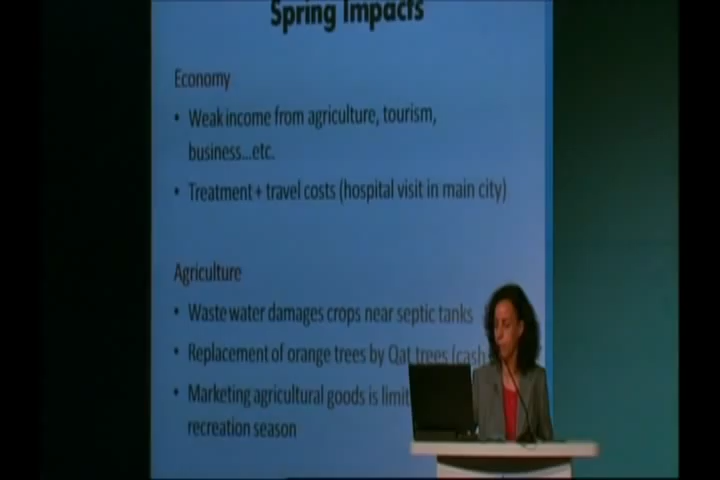 Spring Impacts
Economy
• Weak income from agriculture, tourism,
business...etc.
• Treatment + travel costs (hospital visit in main city)
Agriculture
• Waste water damages crops near septic tanks
• Replacement of orange trees by Qat trees (cash
• Marketing agricultural goods is limit
recreation season